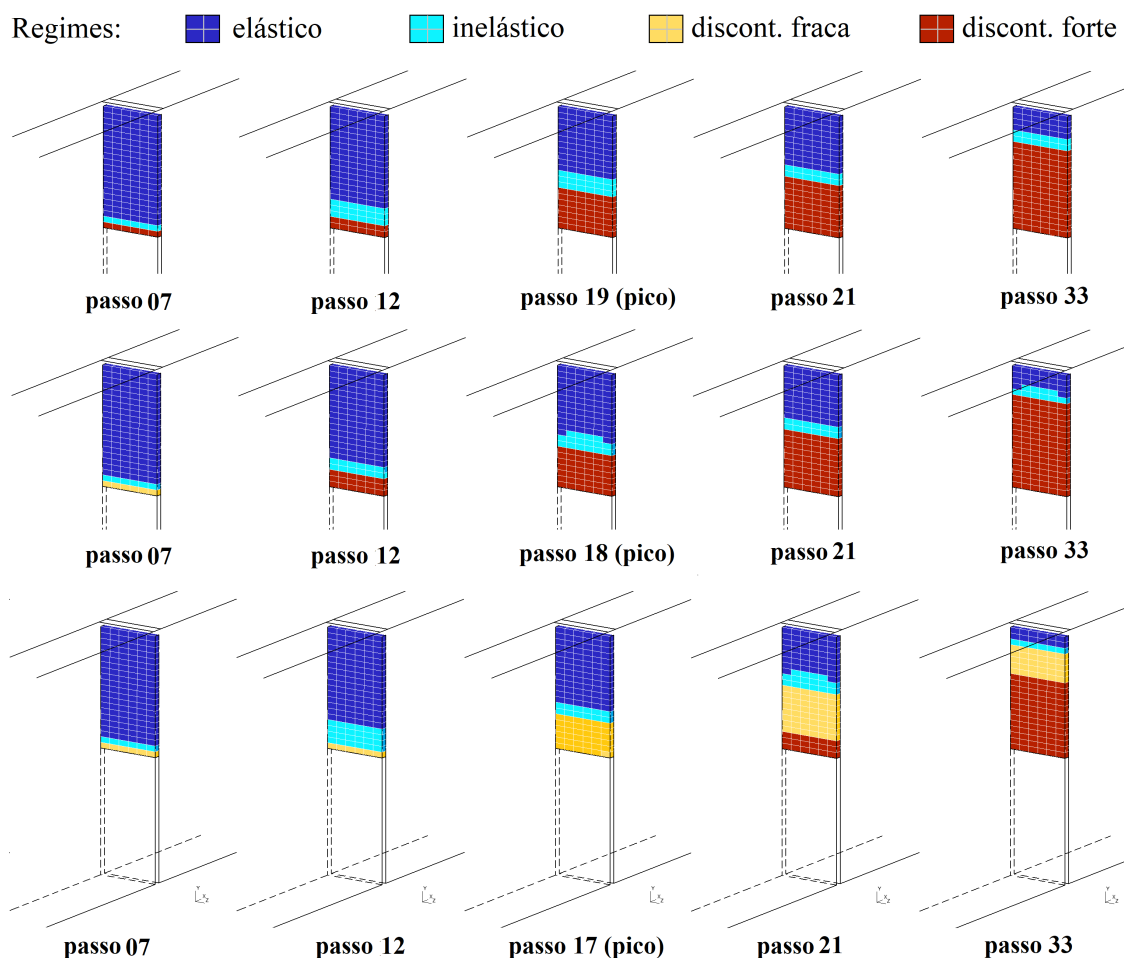 Regimes: elástico inelástico discont. fraca discont. forte
passo 07 passo 12 passo 19 (pico) passo 21 passo 33
passo 07 passo 12 passo 18 (pico) passo 21 passo 33
Y X Z Y X Z Y X Z Y X Z Y X Z
passo 07 passo 12 passo 17 (pico) passo 21 passo 33